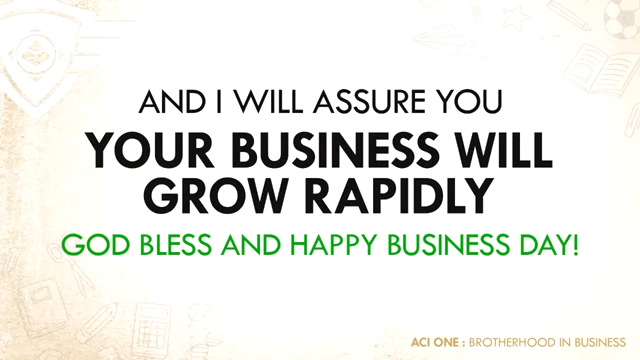 AND I WILL ASSURE YOU
YOUR BUSINESS WILL
GROW RAPIDLY
GOD BLESS AND HAPPY BUSINESS DAY!
ACI ONE : BROTHERHOOD IN BUSINESS